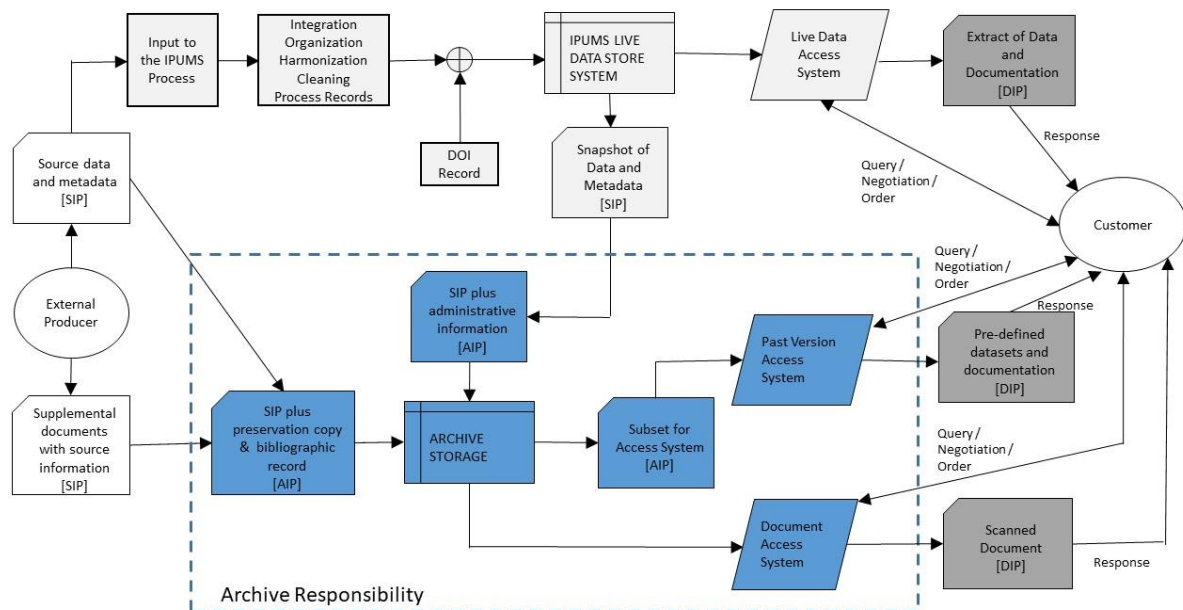 Input to
the IPUMS
Process
Integration
Organization
Harmonization
Cleaning
Process Records
IPUMS LIVE
DATA STORE
SYSTEM
Live Data
Access
System
Extract of Data
and
Documentation
[DIP]
Source data
and metadata
[SIP]
DOI
Record
Snapshot of
Data and
Metadata
[SIP]
Query /
Negotiation /
Order
Response
Customer
External
Producer
SIP plus
administrative
information
[AIP]
Query/
Negotiation/
Order
Response
Past Version
Access
System
Pre-defined
datasets and
documentation
[DIP]
Supplemental
documents
with source
information
[SIP]
SIP plus
preservation copy
& bibliographic
record
[AIP]
ARCHIVE
STORAGE
Subset for
Access System
[AIP]
Query/
Negotiation/
Order
Document
Access
System
Scanned
Document
[DIP]
Response
Archive Responsibility